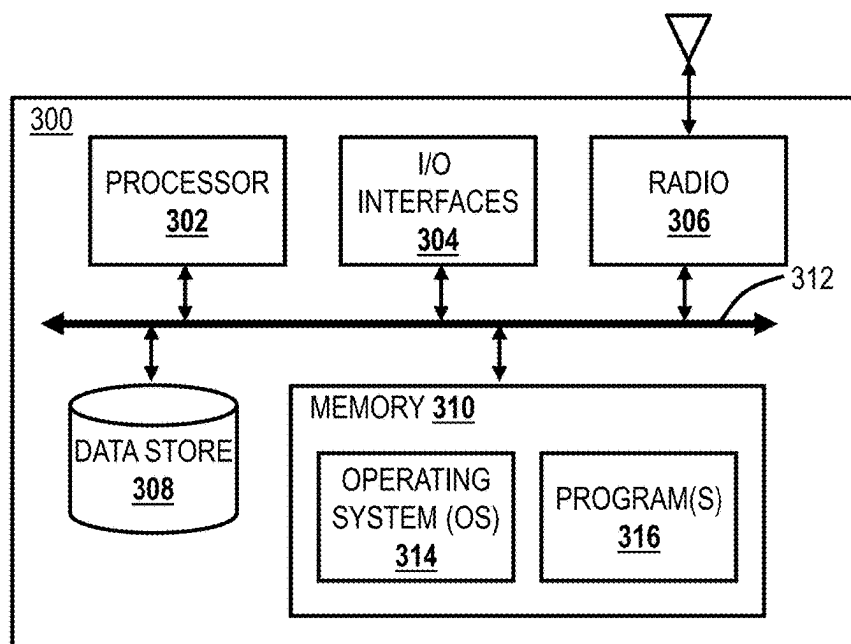 300
PROCESSOR
302
I/O
INTERFACES
304
RADIO
306
312
DATA STORE
308
MEMORY 310
OPERATING
SYSTEM (OS)
314
PROGRAM(S)
316